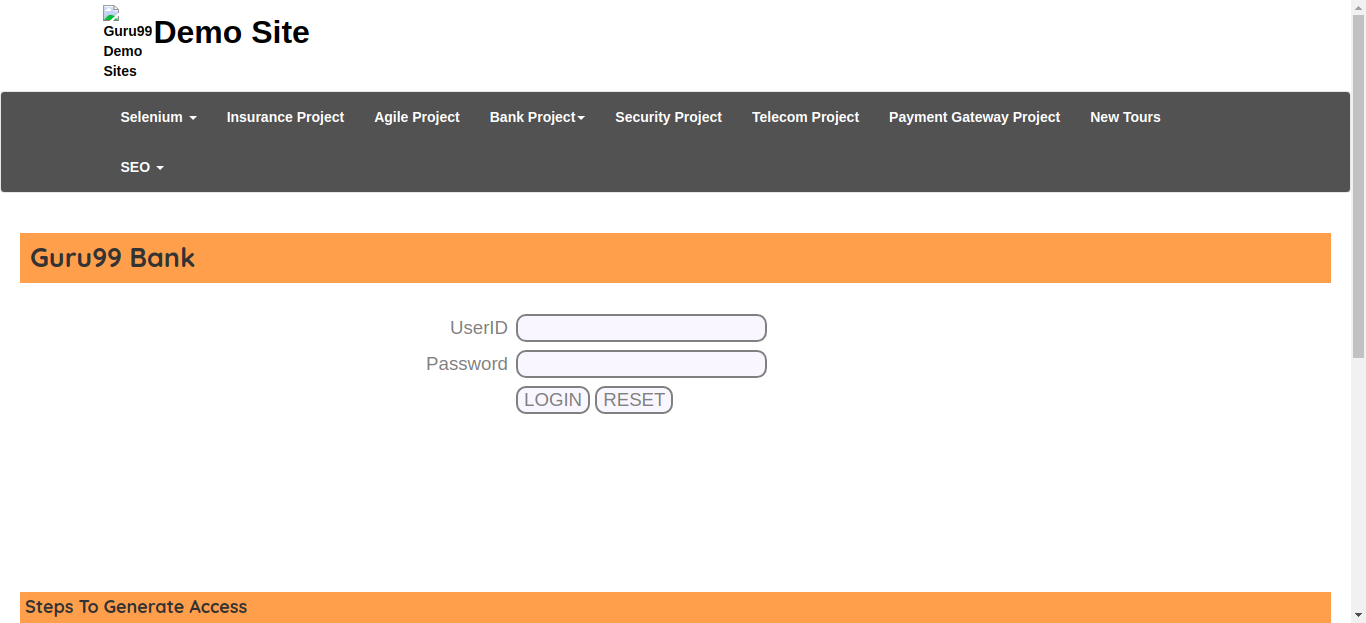 Guru99
Demo
Sites
Demo Site
Selenium
Insurance Project
Agile Project
Bank Project
Security Project
Telecom Project
Payment Gateway Project
New Tours
SEO
Guru99 Bank
UserID
Password
LOGIN
RESET
Steps To Generate Access